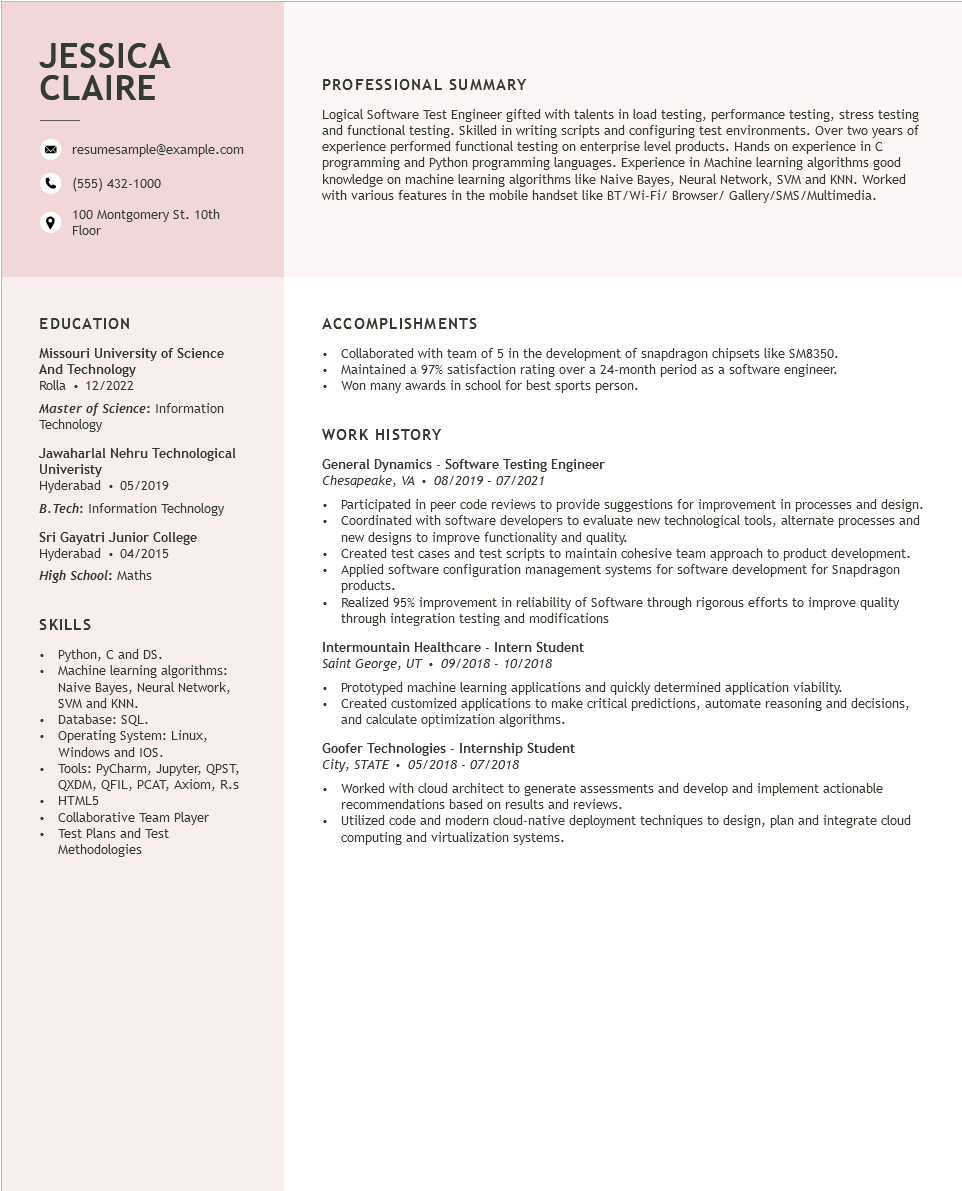 JESSICA
CLAIRE
resumesample@example.com
(555) 432-1000
100 Montgomery St. 10th
Floor
PROFESSIONAL SUMMARY
Logical Software Test Engineer gifted with talents in load testing, performance testing, stress testing
and functional testing. Skilled in writing scripts and configuring test environments. Over two years of
experience performed functional testing on enterprise level products. Hands on experience in C
programming and Python programming languages. Experience in Machine learning algorithms good
knowledge on machine learning algorithms like Naive Bayes, Neural Network, SVM and KNN. Worked
with various features in the mobile handset like BT/Wi-Fi/ Browser/ Gallery/SMS/Multimedia.
EDUCATION
Missouri University of Science
And Technology
Rolla • 12/2022
Master of Science: Information
Technology
Jawaharlal Nehru Technological
Univeristy
Hyderabad • 05/2019
B.Tech: Information Technology
Sri Gayatri Junior College
Hyderabad • 04/2015
High School: Maths
SKILLS
• Python, C and DS.
• Machine learning algorithms:
Naive Bayes, Neural Network,
SVM and KNN.
• Database: SQL.
• Operating System: Linux,
Windows and IOS.
• Tools: PyCharm, Jupyter, QPST,
QXDM, QFIL, PCAT, Axiom, R.s
• HTML5
• Collaborative Team Player
• Test Plans and Test
Methodologies
ACCOMPLISHMENTS
• Collaborated with team of 5 in the development of snapdragon chipsets like SM8350.
• Maintained a 97% satisfaction rating over a 24-month period as a software engineer.
• Won many awards in school for best sports person.
WORK HISTORY
General Dynamics - Software Testing Engineer
Chesapeake, VA • 08/2019 - 07/2021
• Participated in peer code reviews to provide suggestions for improvement in processes and design.
• Coordinated with software developers to evaluate new technological tools, alternate processes and
new designs to improve functionality and quality.
• Created test cases and test scripts to maintain cohesive team approach to product development.
• Applied software configuration management systems for software development for Snapdragon
products.
• Realized 95% improvement in reliability of Software through rigorous efforts to improve quality
through integration testing and modifications
Intermountain Healthcare - Intern Student
Saint George, UT • 09/2018 - 10/2018
• Prototyped machine learning applications and quickly determined application viability.
• Created customized applications to make critical predictions, automate reasoning and decisions,
and calculate optimization algorithms.
Goofer Technologies - Internship Student
City, STATE • 05/2018 - 07/2018
• Worked with cloud architect to generate assessments and develop and implement actionable
recommendations based on results and reviews.
• Utilized code and modern cloud-native deployment techniques to design, plan and integrate cloud
computing and virtualization systems.